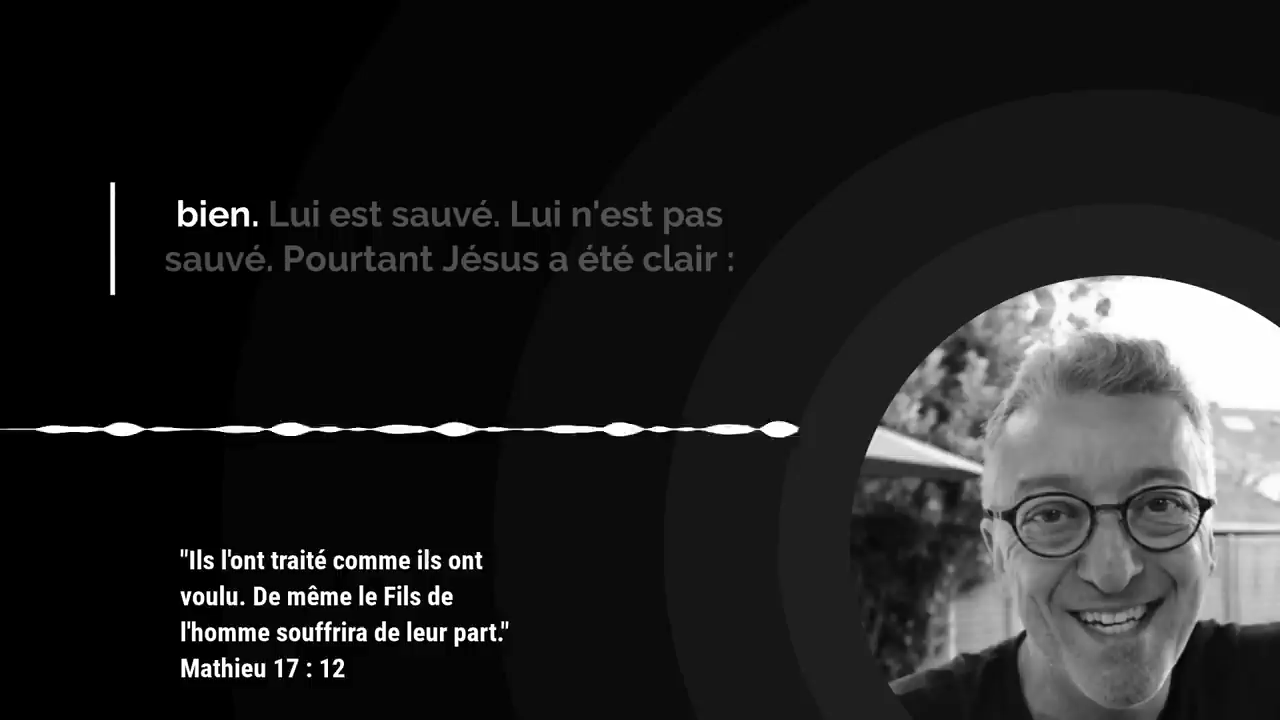 bien. Lui est sauvé. Lui n'est pas
sauvé. Pourtant Jésus a été clair :
"Ils l'ont traité comme ils ont
voulu. De même le Fils de
l'homme souffrira de leur part."
Mathieu 17 : 12